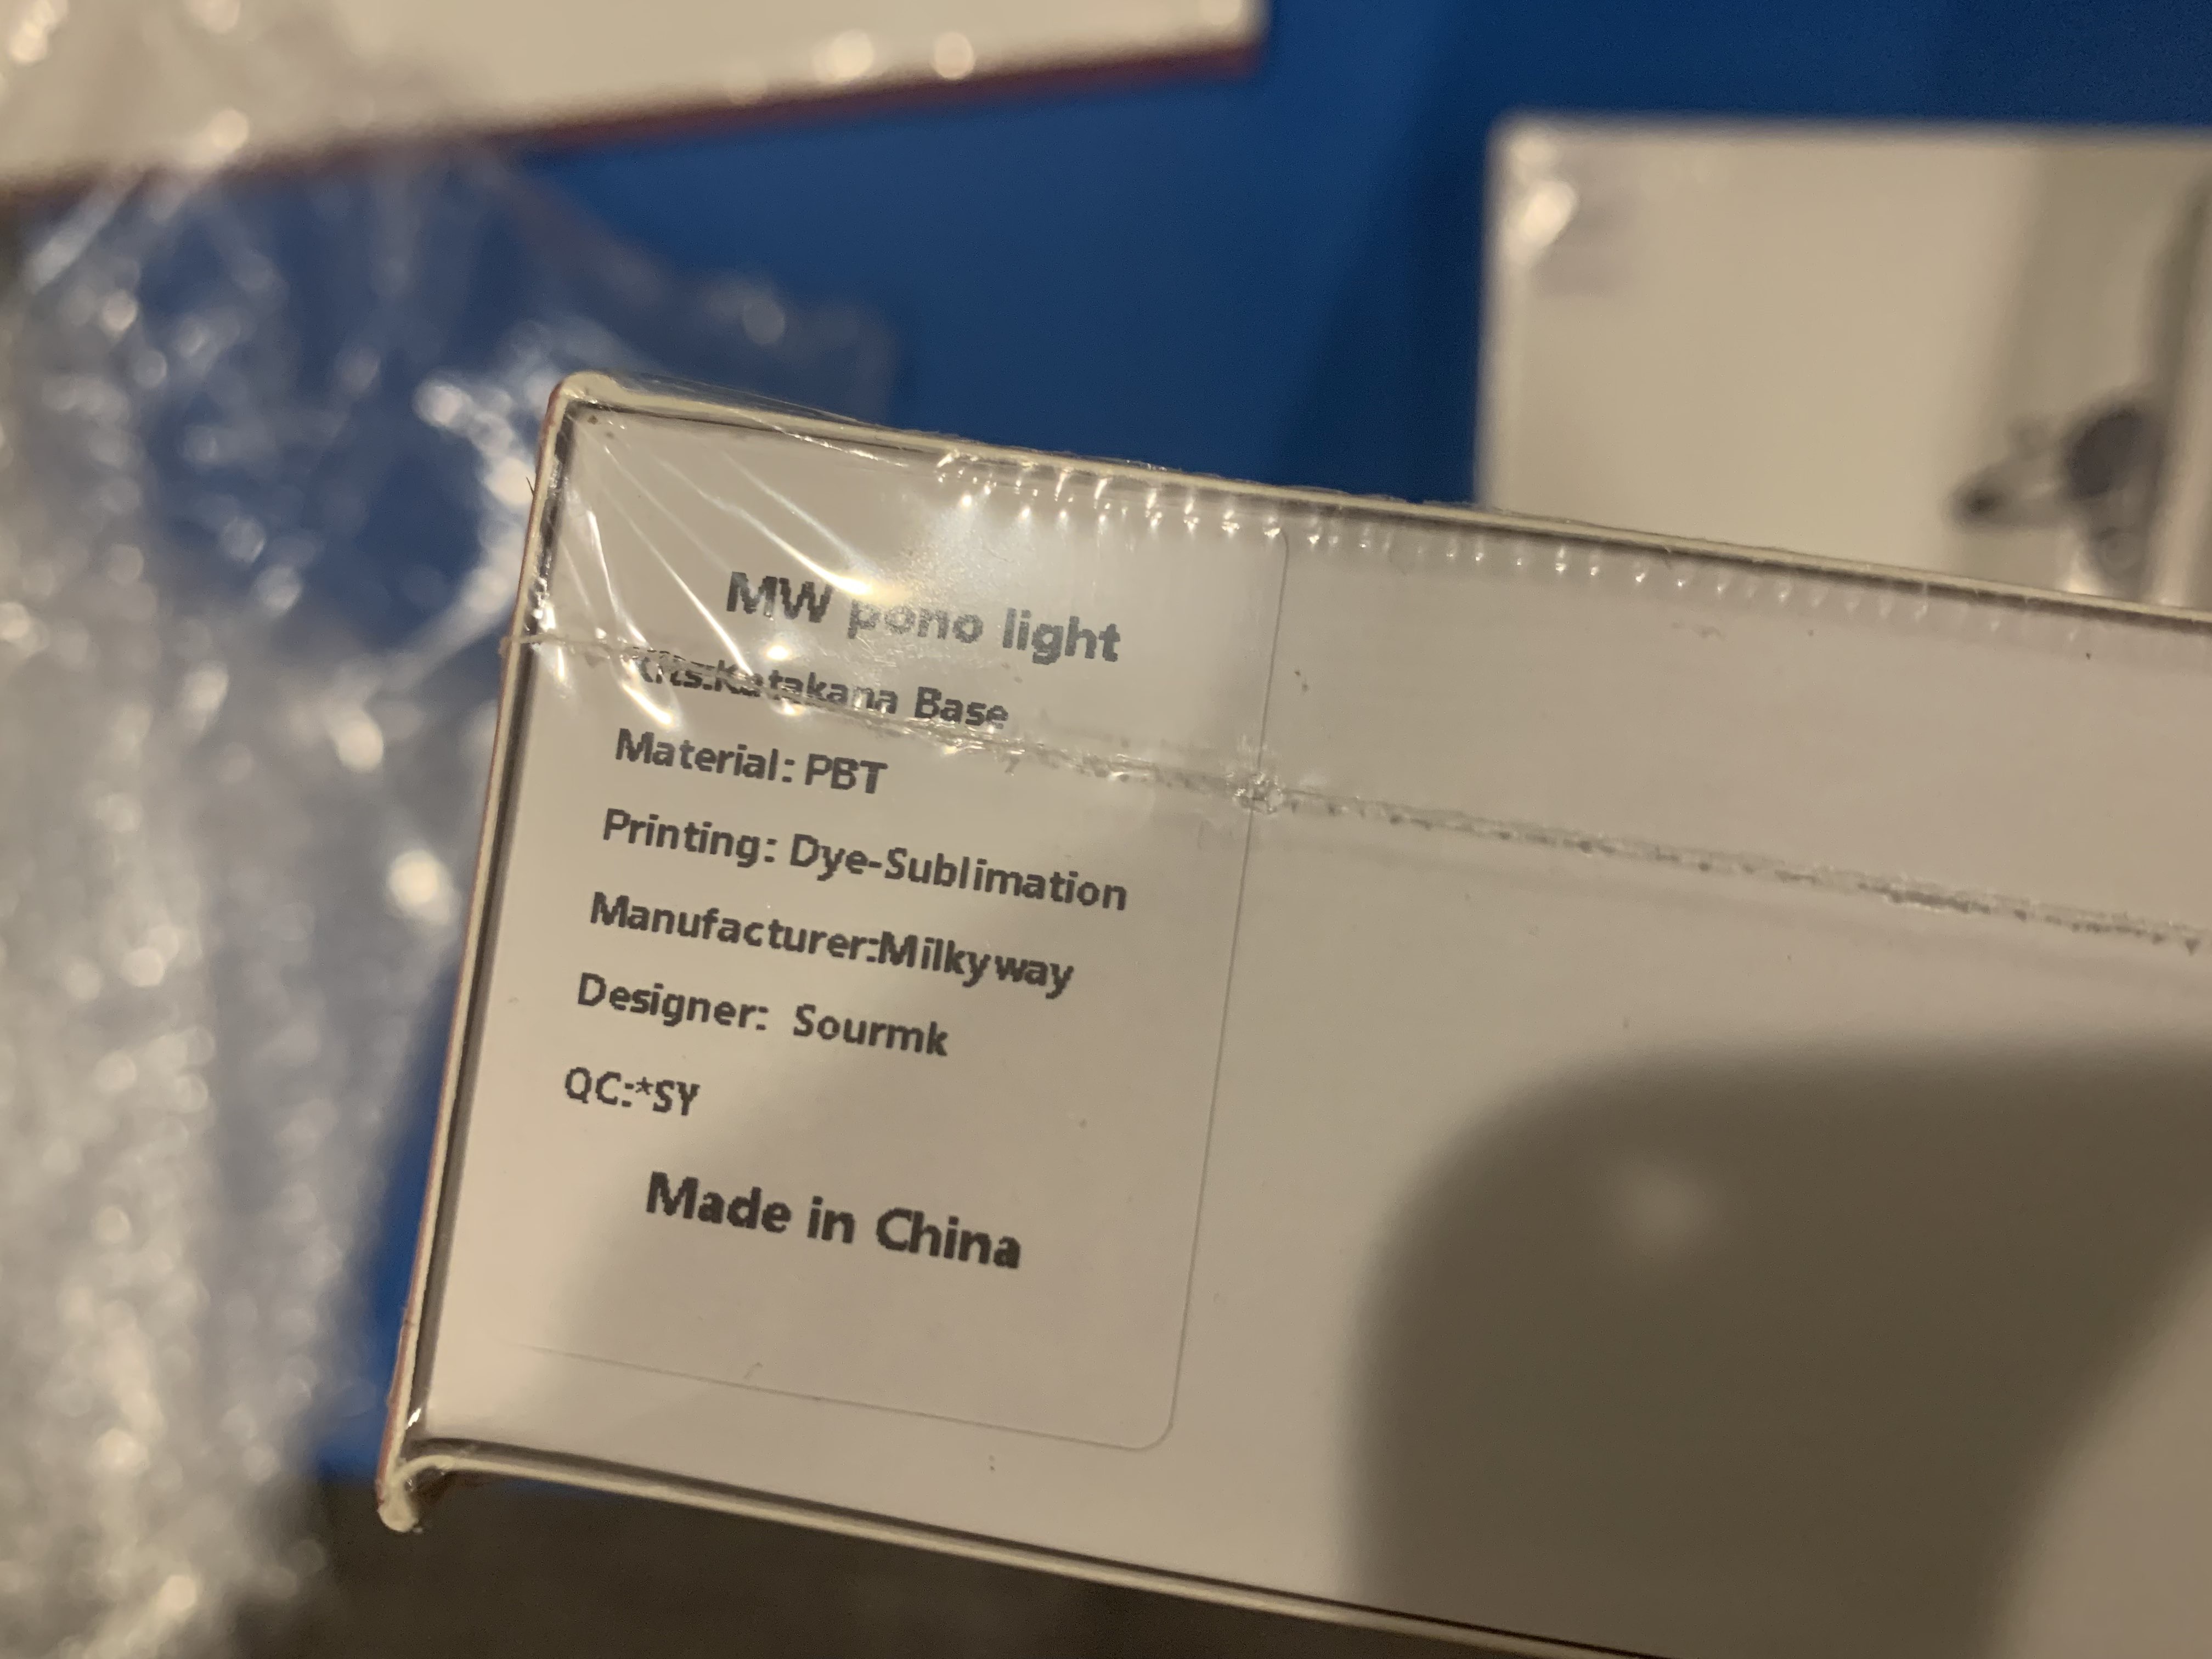 MW pono light
Kits:Katakana Base
Material: PBT
Printing: Dye-Sublimation
Manufacturer:Milkyway
Designer: Sourmk
QC:*SY
Made in China